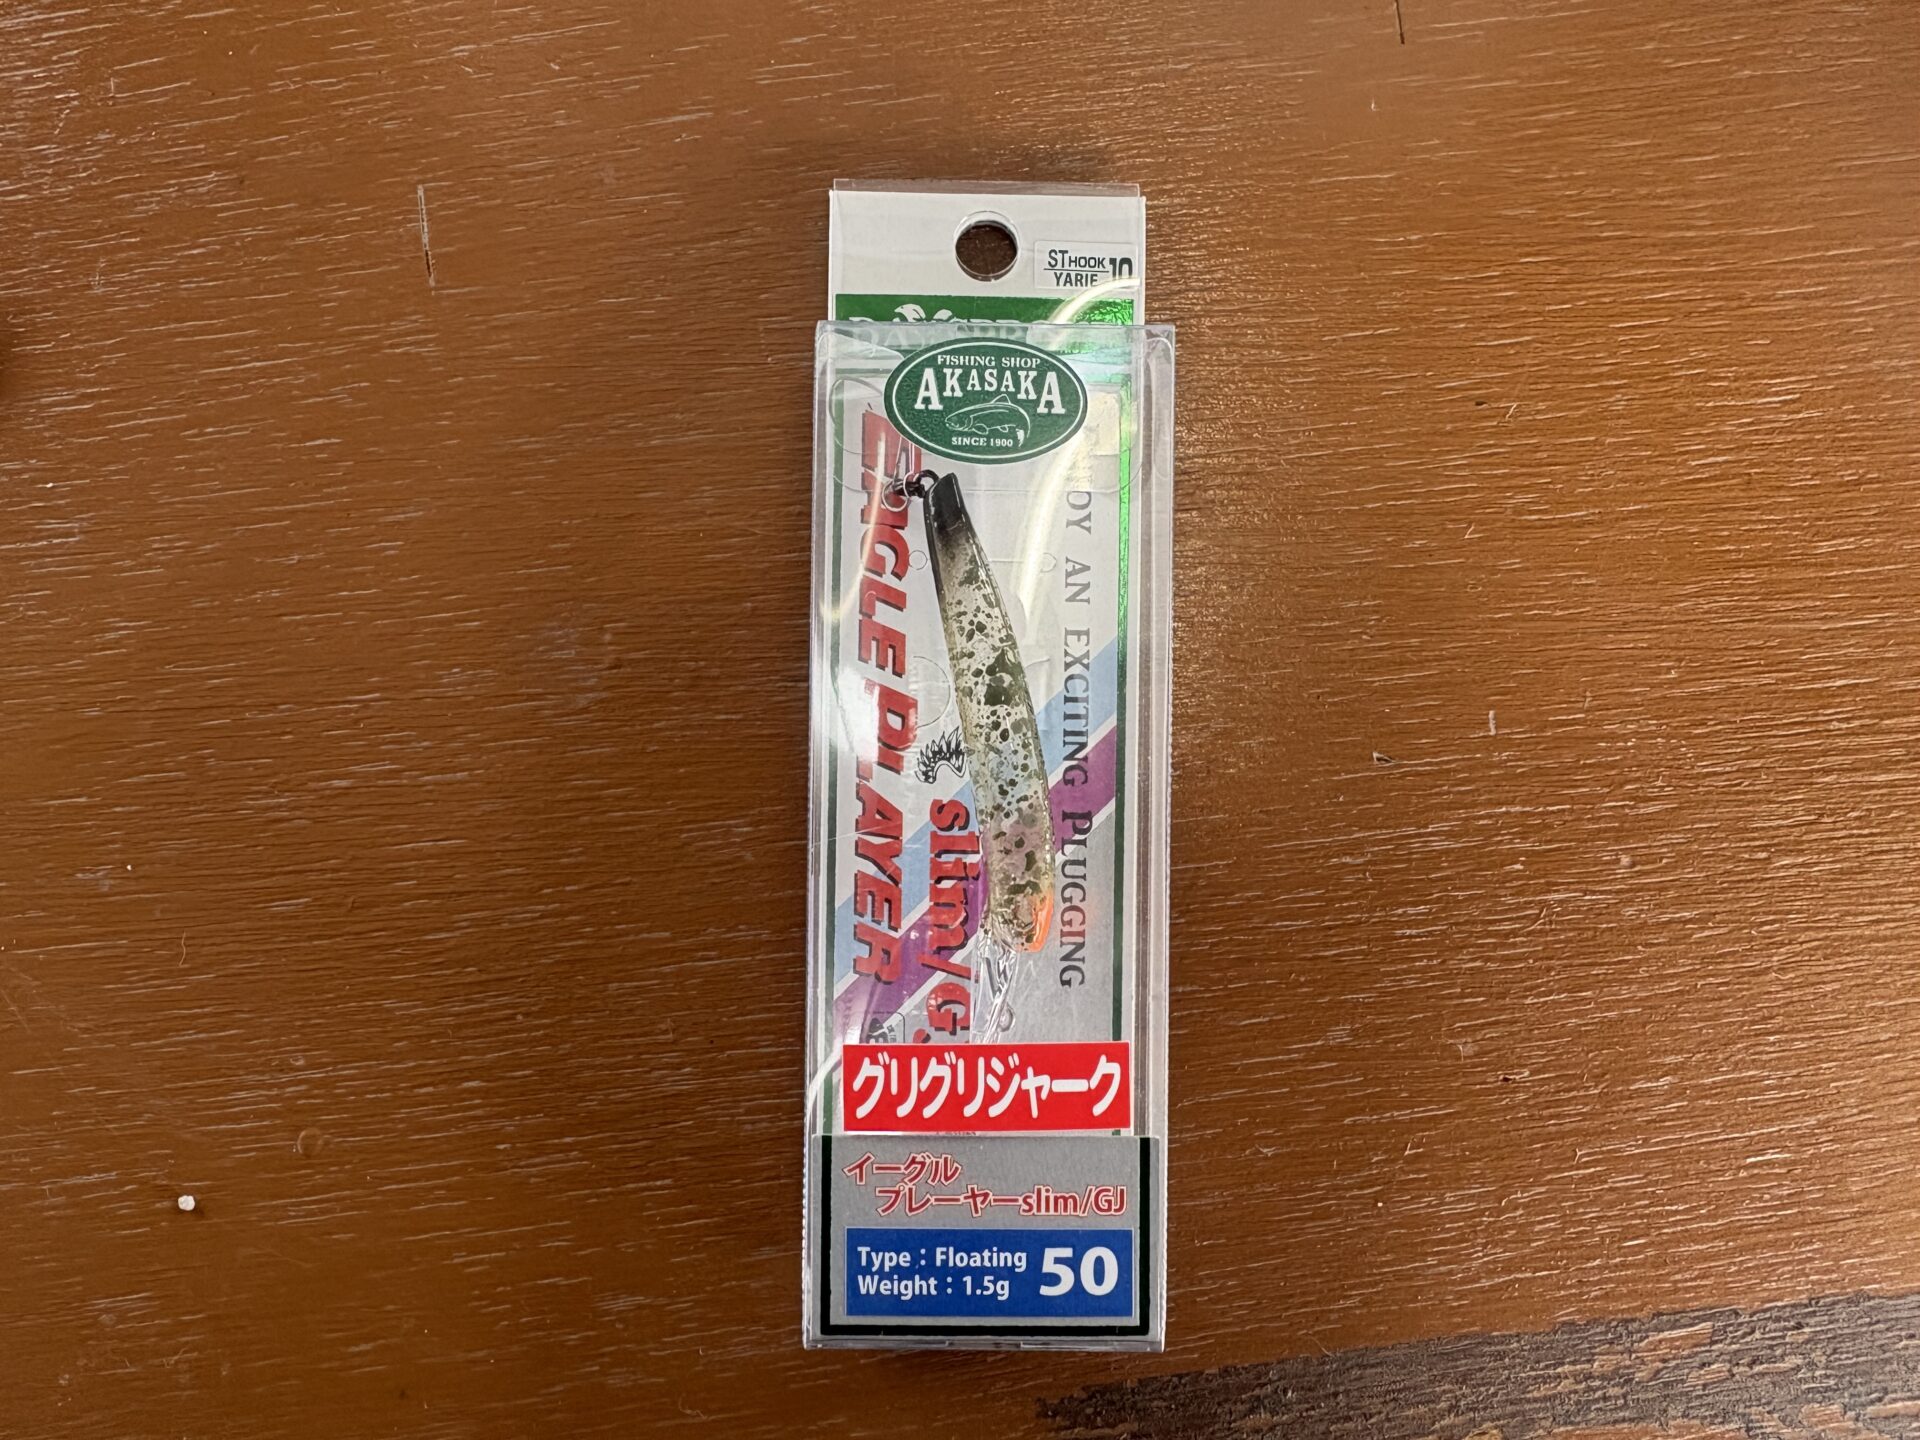 ST HOOK 10
YARIE
FISHING SHOP
AKASAKA
SINCE 1900
EAGLE PLAYER
slim/G
AN EXCITING PLUGGING
グリグリジャーク
イーグル
プレーヤーslim/GJ
Type : Floating
Weight : 1.5g
50